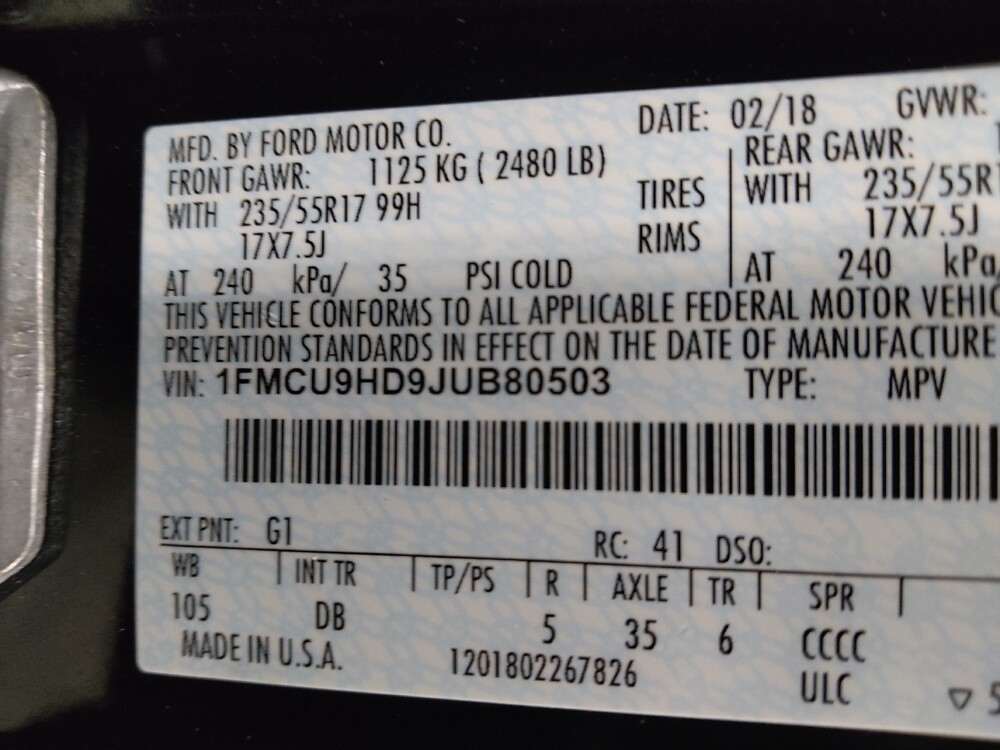 MFD. BY FORD MOTOR CO. DATE: 02/18 GVWR:
FRONT GAWR: 1125 KG ( 2480 LB) REAR GAWR:
WITH 235/55R17 99H TIRES WITH 235/55R1
17X7.5J RIMS 17X7.5J
AT 240 kPa/ 35 PSI COLD AT 240 kPa
THIS VEHICLE CONFORMS TO ALL APPLICABLE FEDERAL MOTOR VEHIC
PREVENTION STANDARDS IN EFFECT ON THE DATE OF MANUFACTURE
VIN: 1FMCU9HD9JUB80503 TYPE: MPV
EXT PNT: G1 RC: 41 DSO:
WB INT TR TP/PS R AXLE TR SPR
105 DB 5 35 6 CCCC
MADE IN U.S.A. 1201802267826 ULC ▽ 5